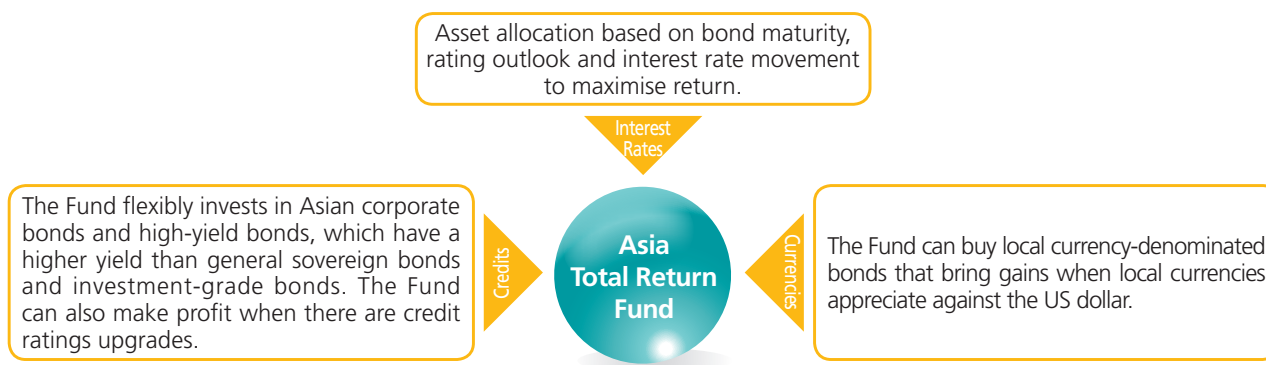 Asset allocation based on bond maturity,
rating outlook and interest rate movement
to maximise return.
Interest
Rates
The Fund flexibly invests in Asian corporate
bonds and high-yield bonds, which have a
higher yield than general sovereign bonds
and investment-grade bonds. The Fund
can also make profit when there are credit
ratings upgrades.
Credits
Asia
Total Return
Fund
Currencies
The Fund can buy local currency-denominated
bonds that bring gains when local currencies
appreciate against the US dollar.